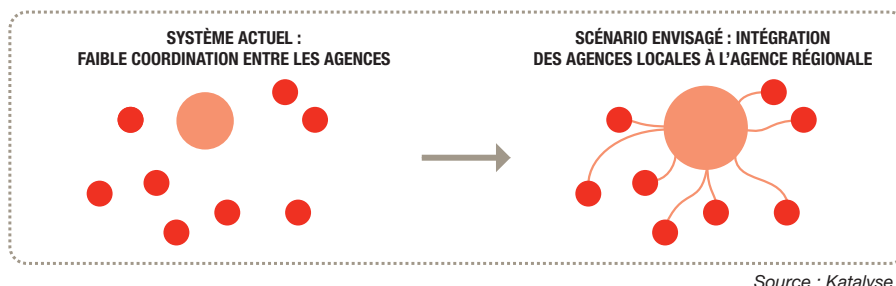 SYSTÈME ACTUEL :
FAIBLE COORDINATION ENTRE LES AGENCES
SCÉNARIO ENVISAGÉ : INTÉGRATION
DES AGENCES LOCALES À L’AGENCE RÉGIONALE
Source : Katalyse